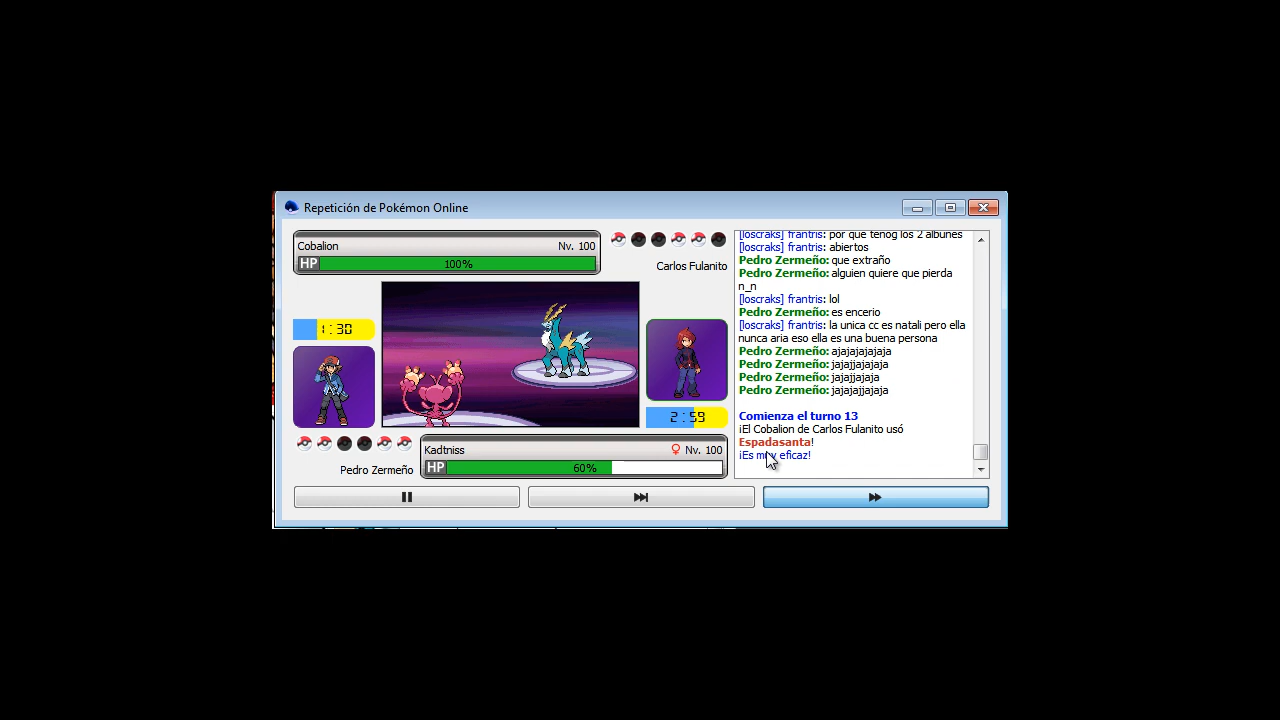 Repetición de Pokémon Online
Cobalion Nv. 100
HP 100%
Carlos Fulanito
1:30
2:59
Kadtniss ♀ Nv. 100
HP 60%
Pedro Zermeño
[loscraks] frantris: por que tenog los 2 albunes
[loscraks] frantris: abiertos
Pedro Zermeño: que extraño
Pedro Zermeño: alguien quiere que pierda
n_n
[loscraks] frantris: lol
Pedro Zermeño: es encerio
[loscraks] frantris: la unica cc es natali pero ella
nunca aria eso ella es una buena persona
Pedro Zermeño: ajajajajajaja
Pedro Zermeño: jajajjajajaja
Pedro Zermeño: jajajjajaja
Pedro Zermeño: jajajajjajaja
Comienza el turno 13
¡El Cobalion de Carlos Fulanito usó
Espadasanta!
¡Es muy eficaz!